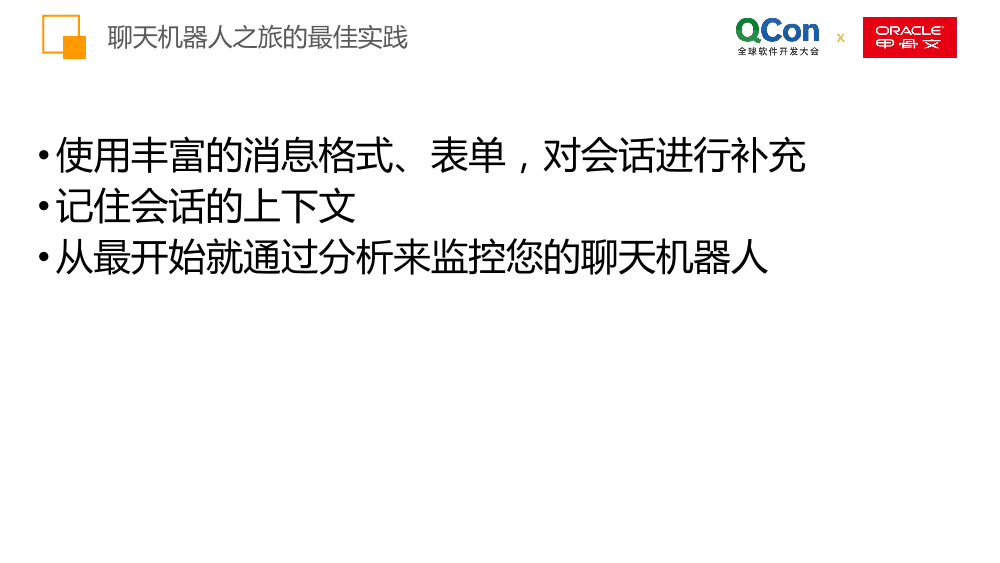 聊天机器人之旅的最佳实践
QCon
全球软件开发大会
x
ORACLE
甲骨文
•使用丰富的消息格式、表单，对会话进行补充
•记住会话的上下文
•从最开始就通过分析来监控您的聊天机器人